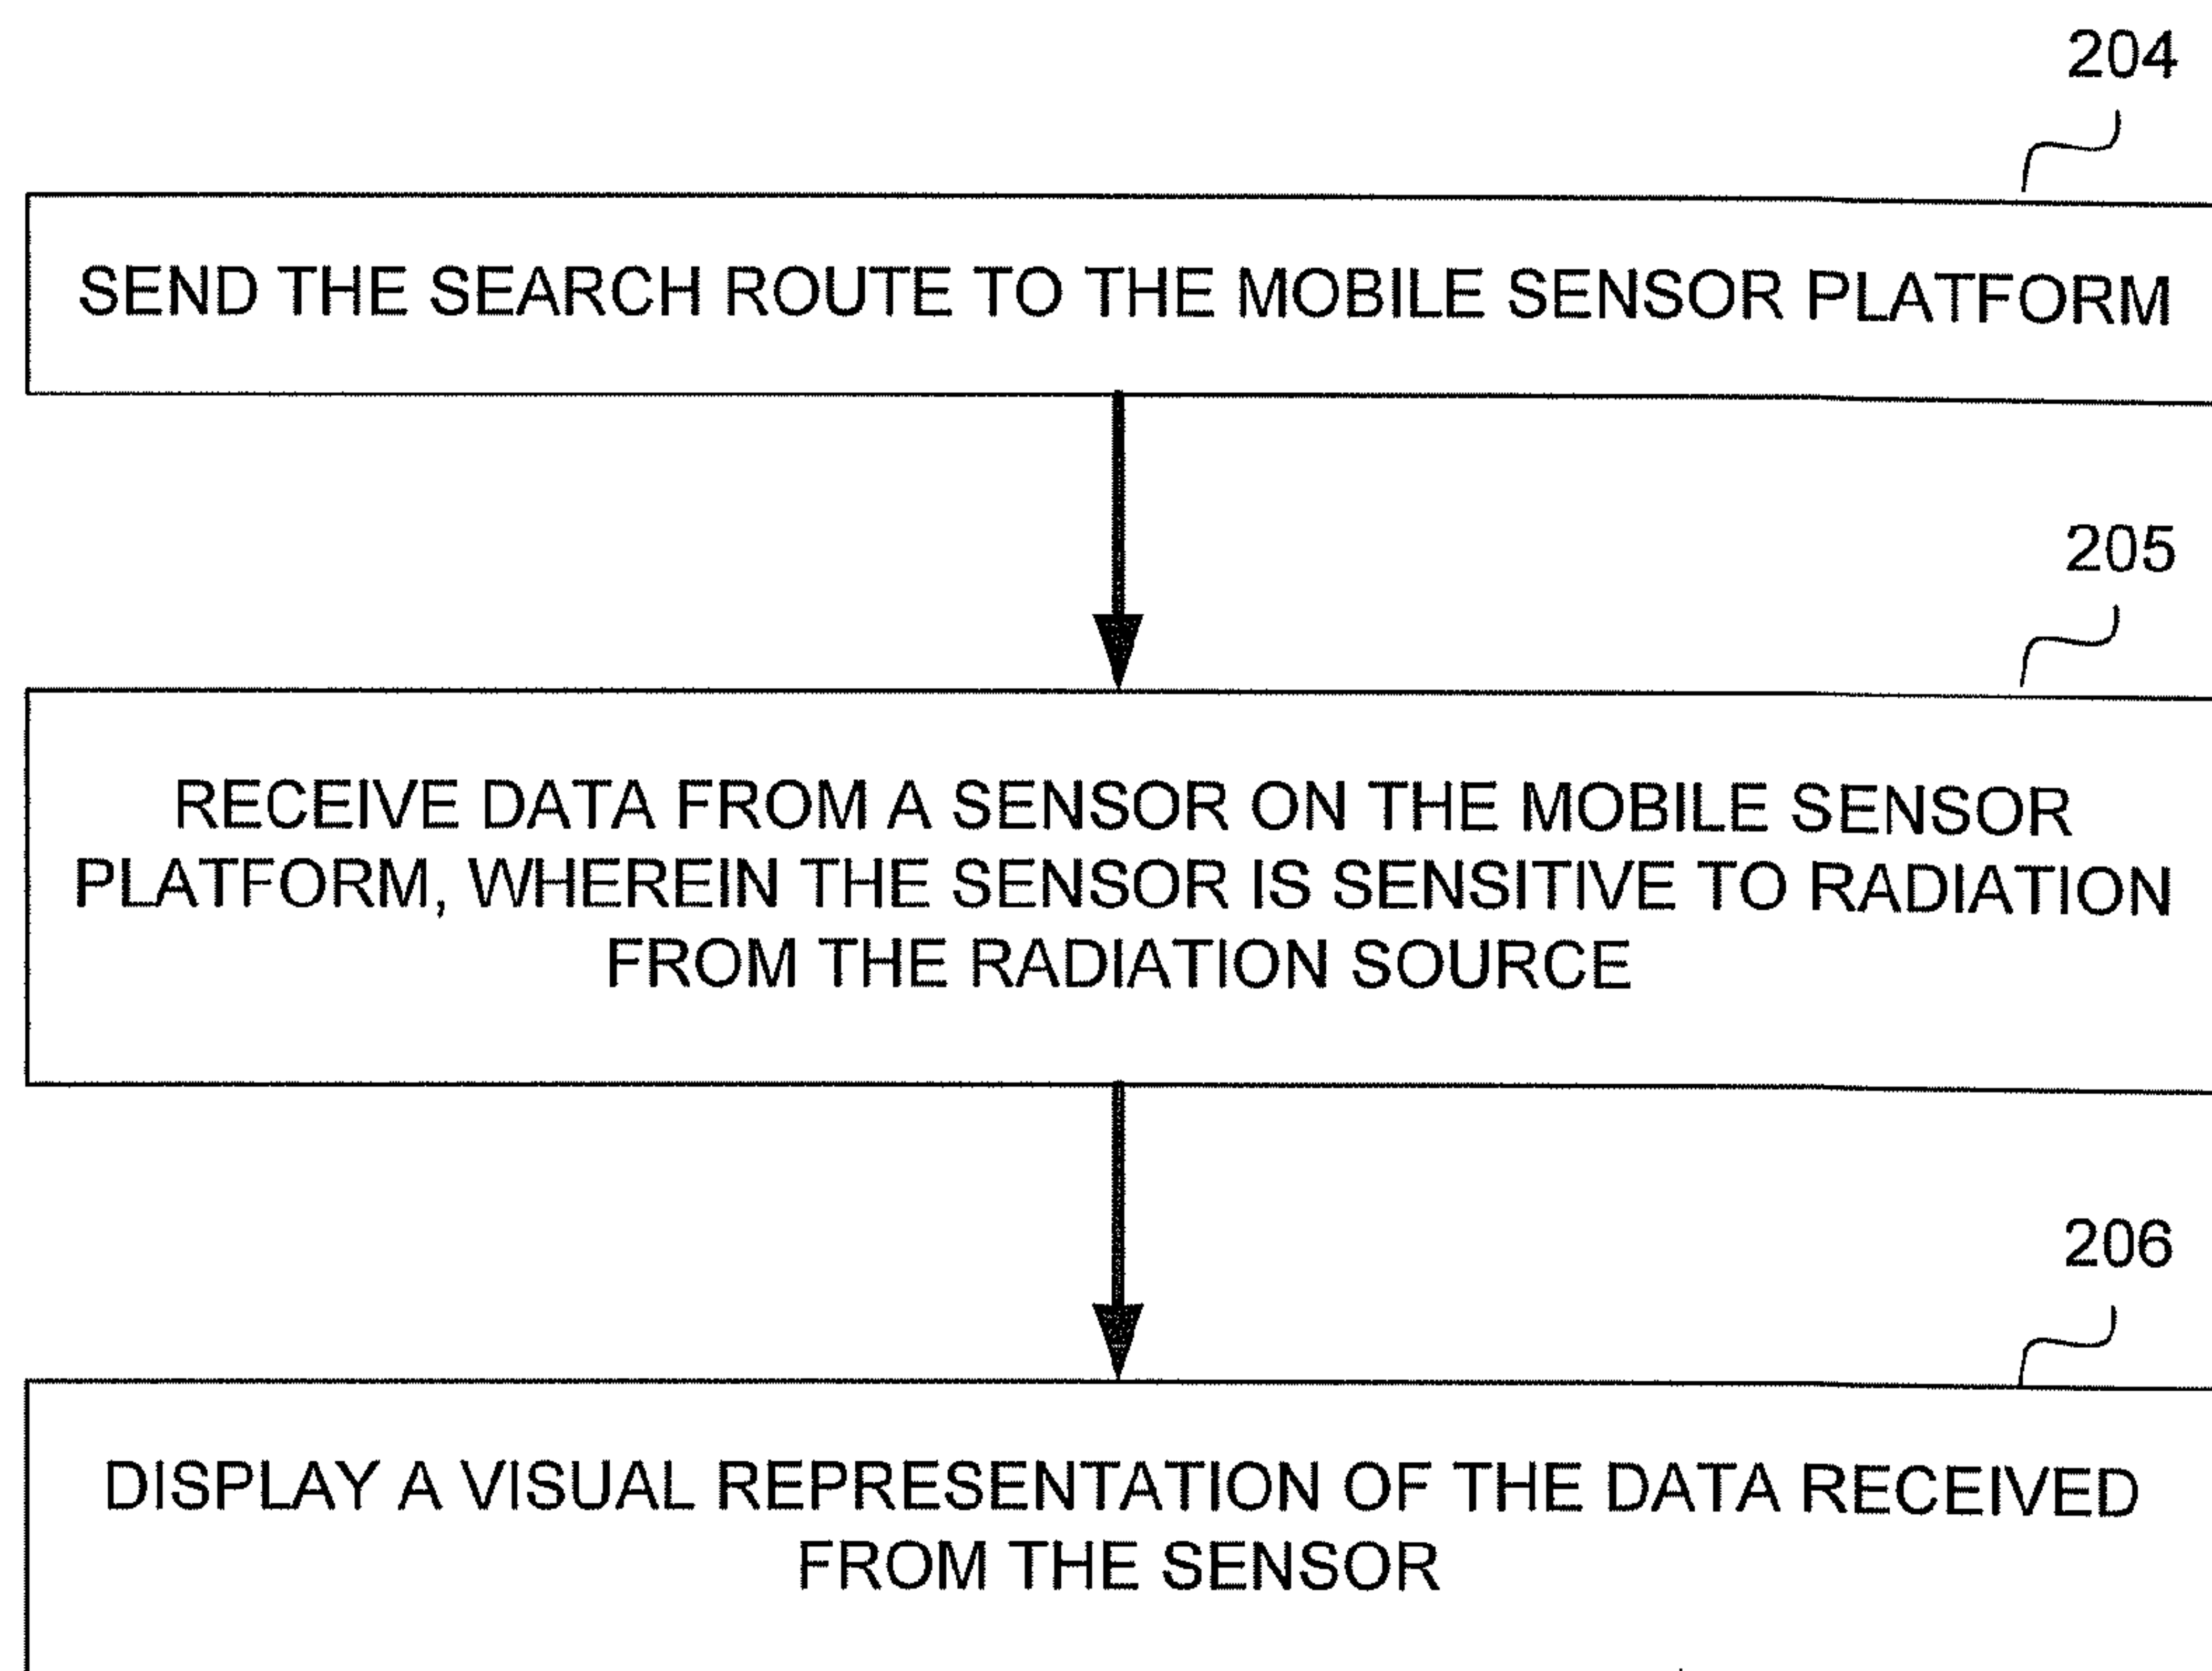 204
SEND THE SEARCH ROUTE TO THE MOBILE SENSOR PLATFORM
205
RECEIVE DATA FROM A SENSOR ON THE MOBILE SENSOR
PLATFORM, WHEREIN THE SENSOR IS SENSITIVE TO RADIATION
FROM THE RADIATION SOURCE
206
DISPLAY A VISUAL REPRESENTATION OF THE DATA RECEIVED
FROM THE SENSOR